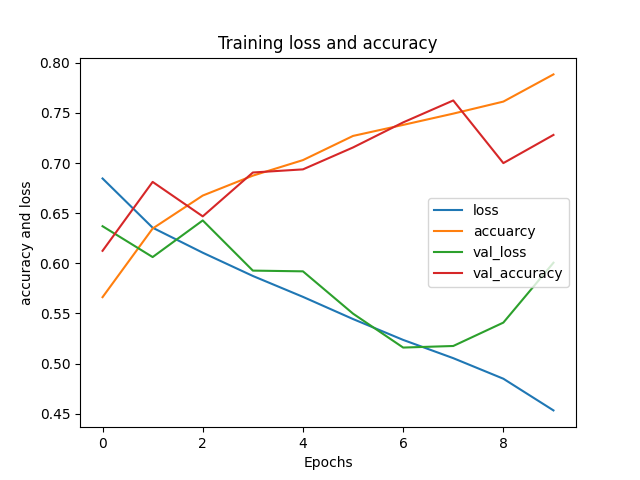 Training loss and accuracy
accuracy and loss
0.80
0.75
0.70
0.65
0.60
0.55
0.50
0.45
loss
accuarcy
val_loss
val_accuracy
0 2 4 6 8
Epochs